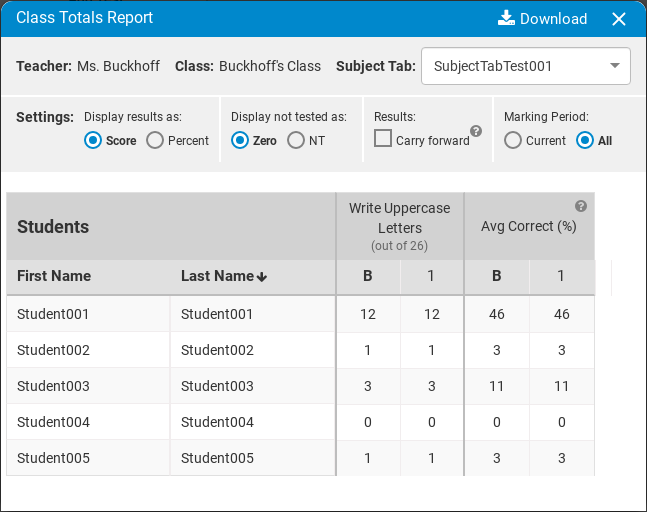 Class Totals Report Download
Teacher: Ms. Buckhoff Class: Buckhoff's Class Subject Tab: SubjectTabTest001
Settings: Display results as: Display not tested as: Results: Marking Period:
Score Percent Zero NT Carry forward ? Current All
Students Write Uppercase Letters (out of 26) Avg Correct (%) ?
First Name Last Name B 1 B 1
Student001 Student001 12 12 46 46
Student002 Student002 1 1 3 3
Student003 Student003 3 3 11 11
Student004 Student004 0 0 0 0
Student005 Student005 1 1 3 3